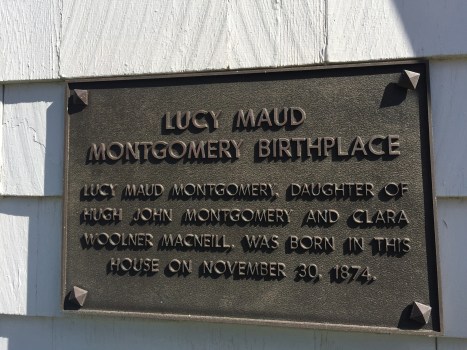 LUCY MAUD
MONTGOMERY BIRTHPLACE
LUCY MAUD MONTGOMERY, DAUGHTER OF
HUGH JOHN MONTGOMERY AND CLARA
WOOLNER MACNEILL, WAS BORN IN THIS
HOUSE ON NOVEMBER 30, 1874.